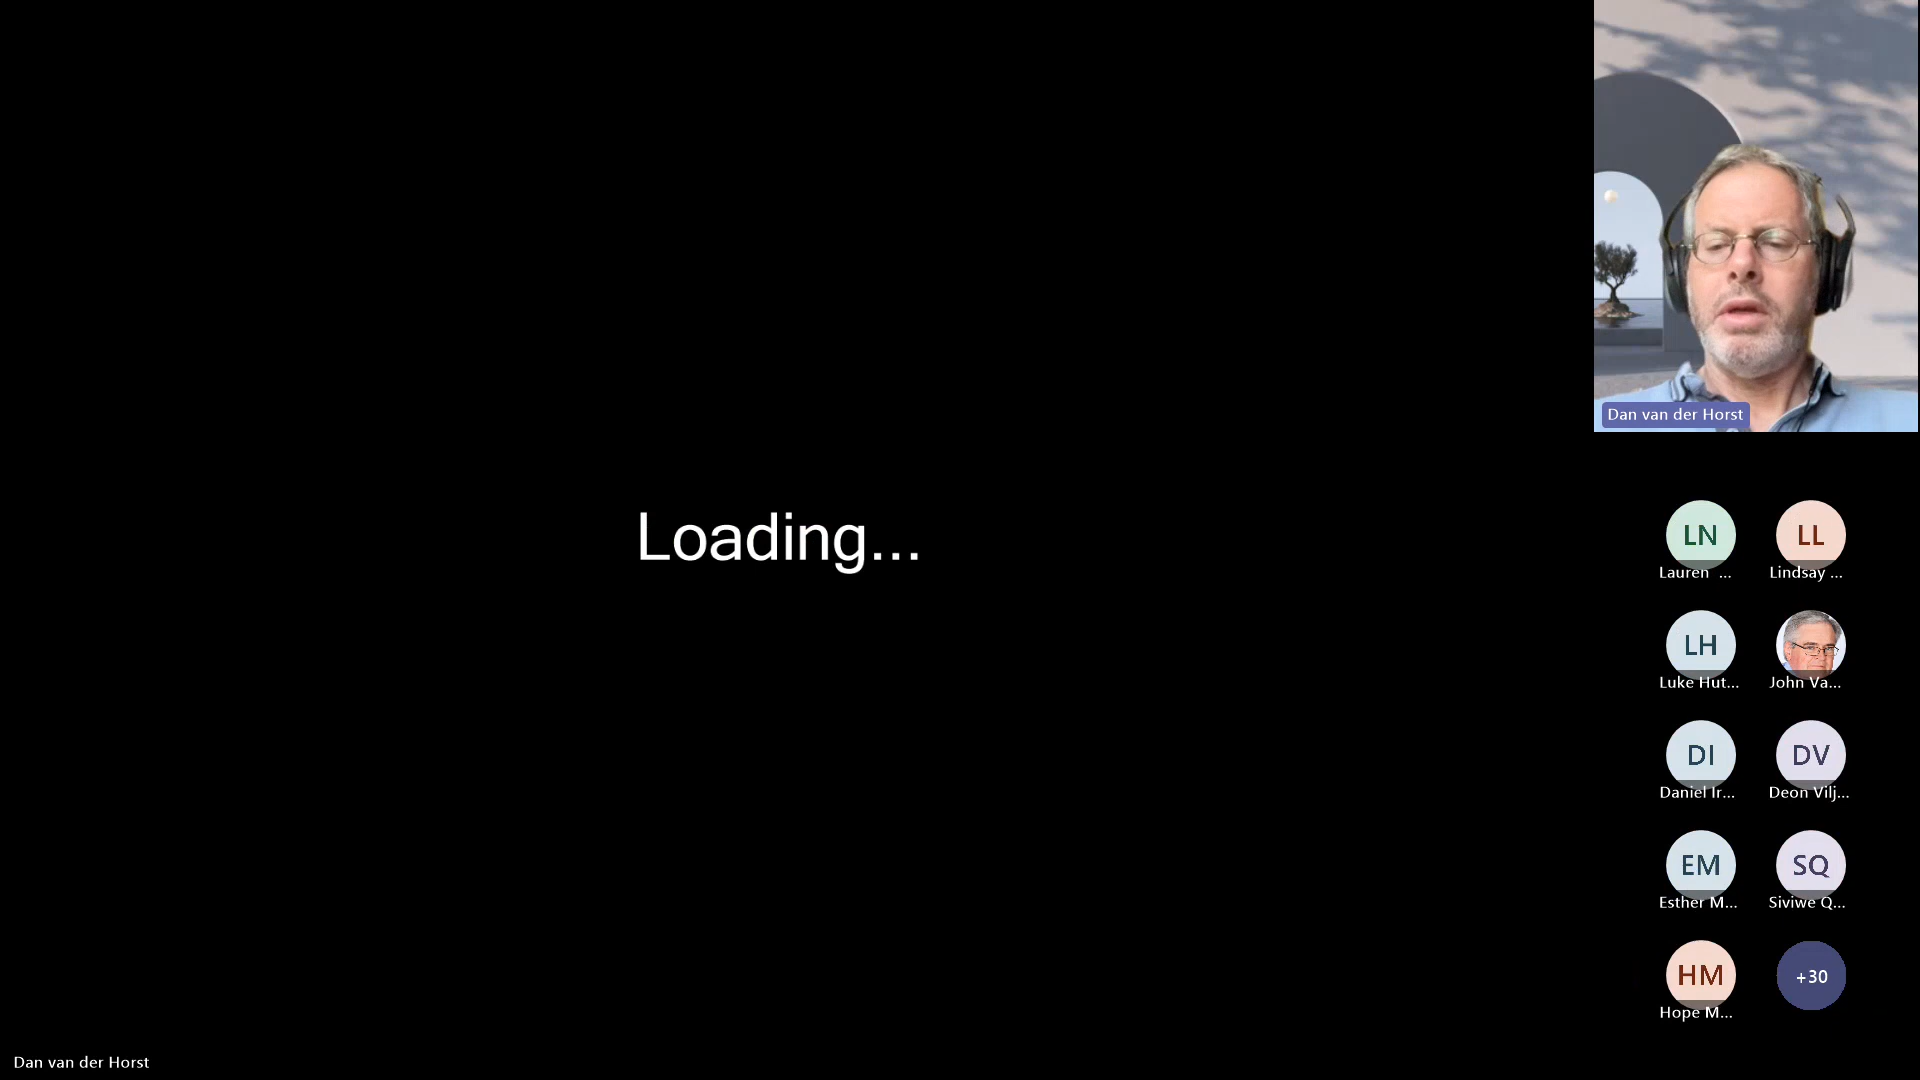 Dan van der Horst
Loading...
LN
LL
Lauren ...
Lindsay ...
LH
Luke Hut...
John Va...
DI
DV
Daniel Ir...
Deon Vilj...
EM
SQ
Esther M...
Siviwe Q...
HM
+30
Hope M...
Dan van der Horst